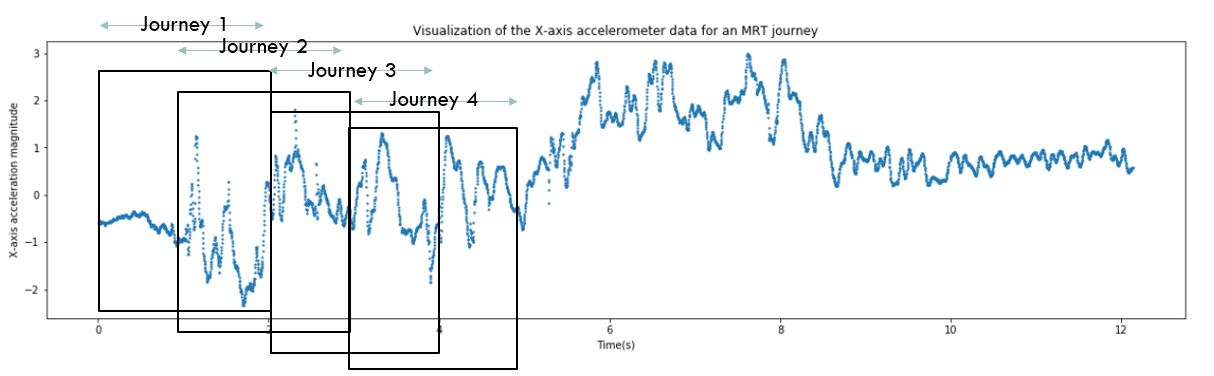 Journey 1
Journey 2
Journey 3
Journey 4
Visualization of the X-axis accelerometer data for an MRT journey
X-axis acceleration magnitude
3
2
1
0
−1
−2
0
2
4
6
8
10
12
Time(s)